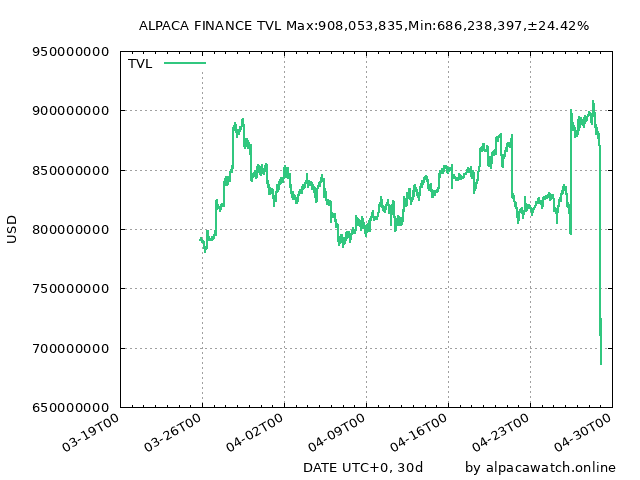 ALPACA FINANCE TVL Max:908,053,835,Min:686,238,397,±24.42%
950000000
TVL
900000000
850000000
800000000
750000000
700000000
650000000
USD
03-19T00
03-26T00
04-02T00
04-09T00
04-16T00
04-23T00
04-30T00
DATE UTC+0, 30d
by alpacawatch.online